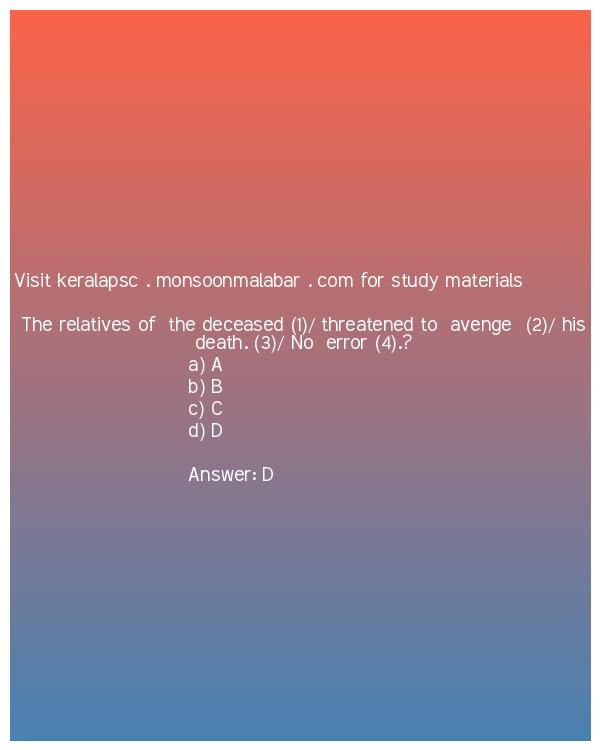 Visit keralapsc . monsoonmalabar . com for study materials
The relatives of the deceased (1)/ threatened to avenge (2)/ his
death. (3)/ No error (4).?
a) A
b) B
c) C
d) D
Answer: D